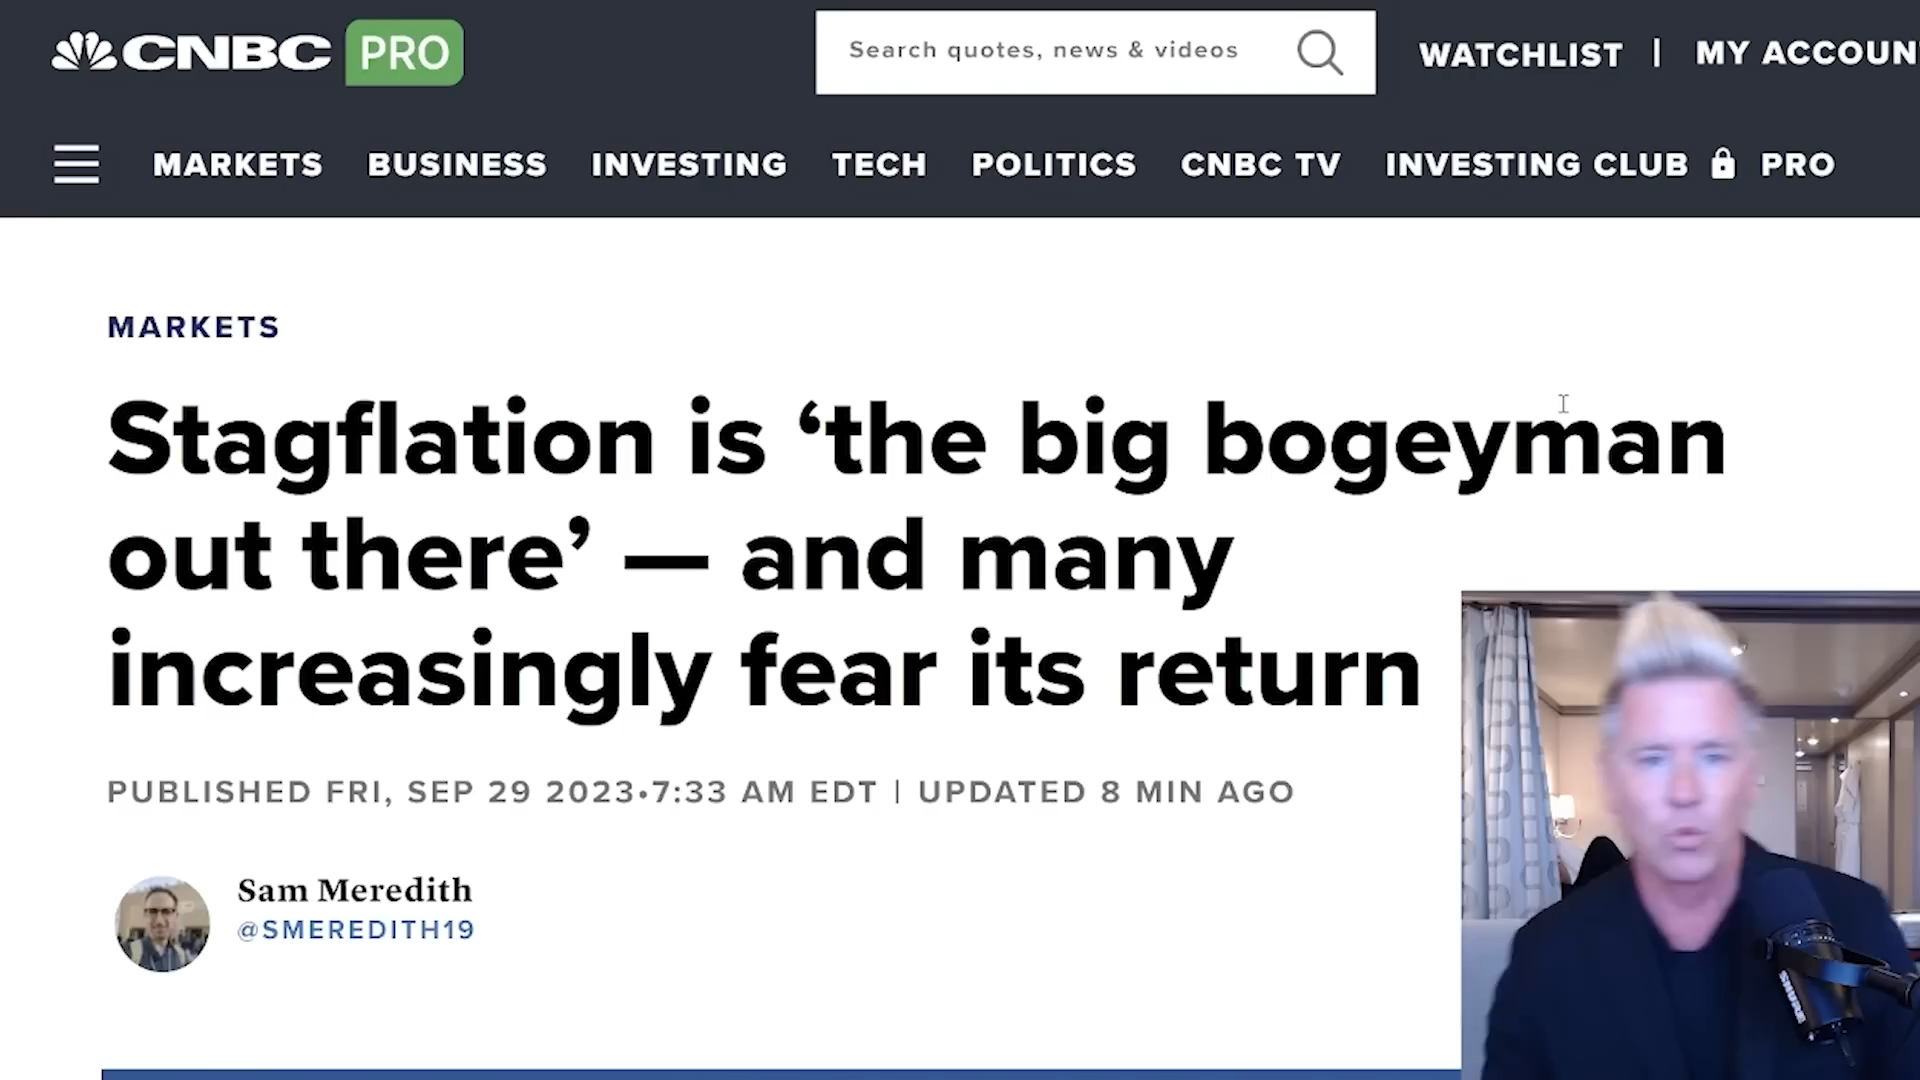 CNBC PRO
Search quotes, news & videos
WATCHLIST | MY ACCOUN
MARKETS BUSINESS INVESTING TECH POLITICS CNBC TV INVESTING CLUB PRO
MARKETS
Stagflation is ‘the big bogeyman
out there’ — and many
increasingly fear its return
PUBLISHED FRI, SEP 29 2023•7:33 AM EDT | UPDATED 8 MIN AGO
Sam Meredith
@SMEREDITH19
SHURE